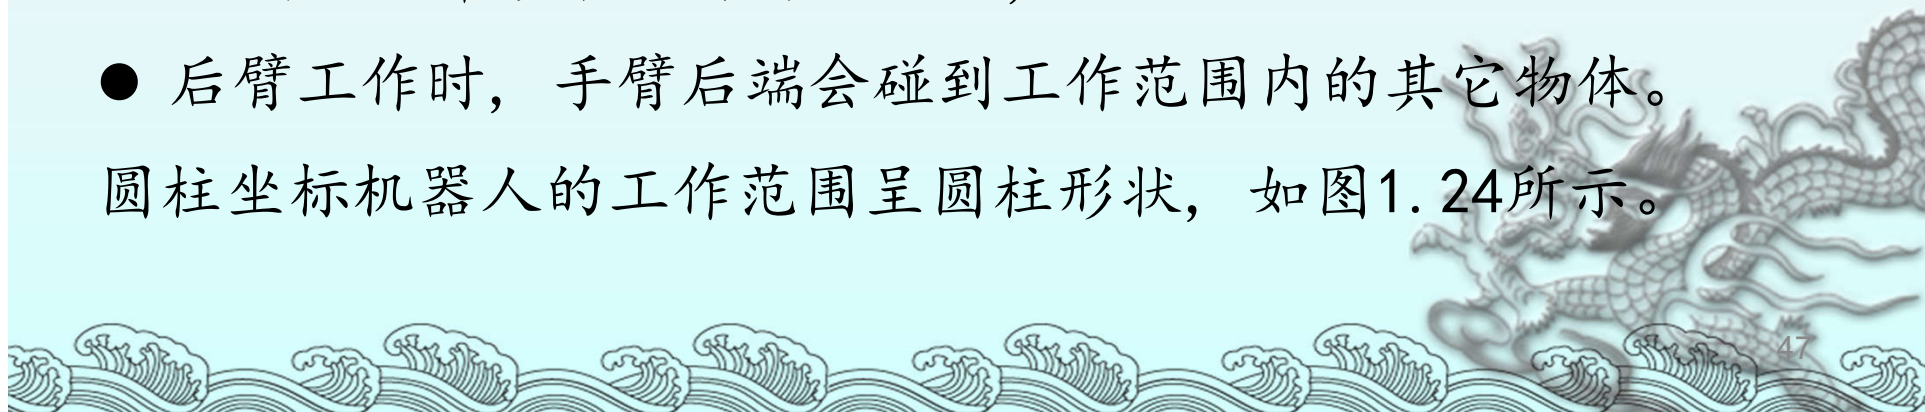 ● 后臂工作时，手臂后端会碰到工作范围内的其它物体。
圆柱坐标机器人的工作范围呈圆柱形状，如图1.24所示。
47